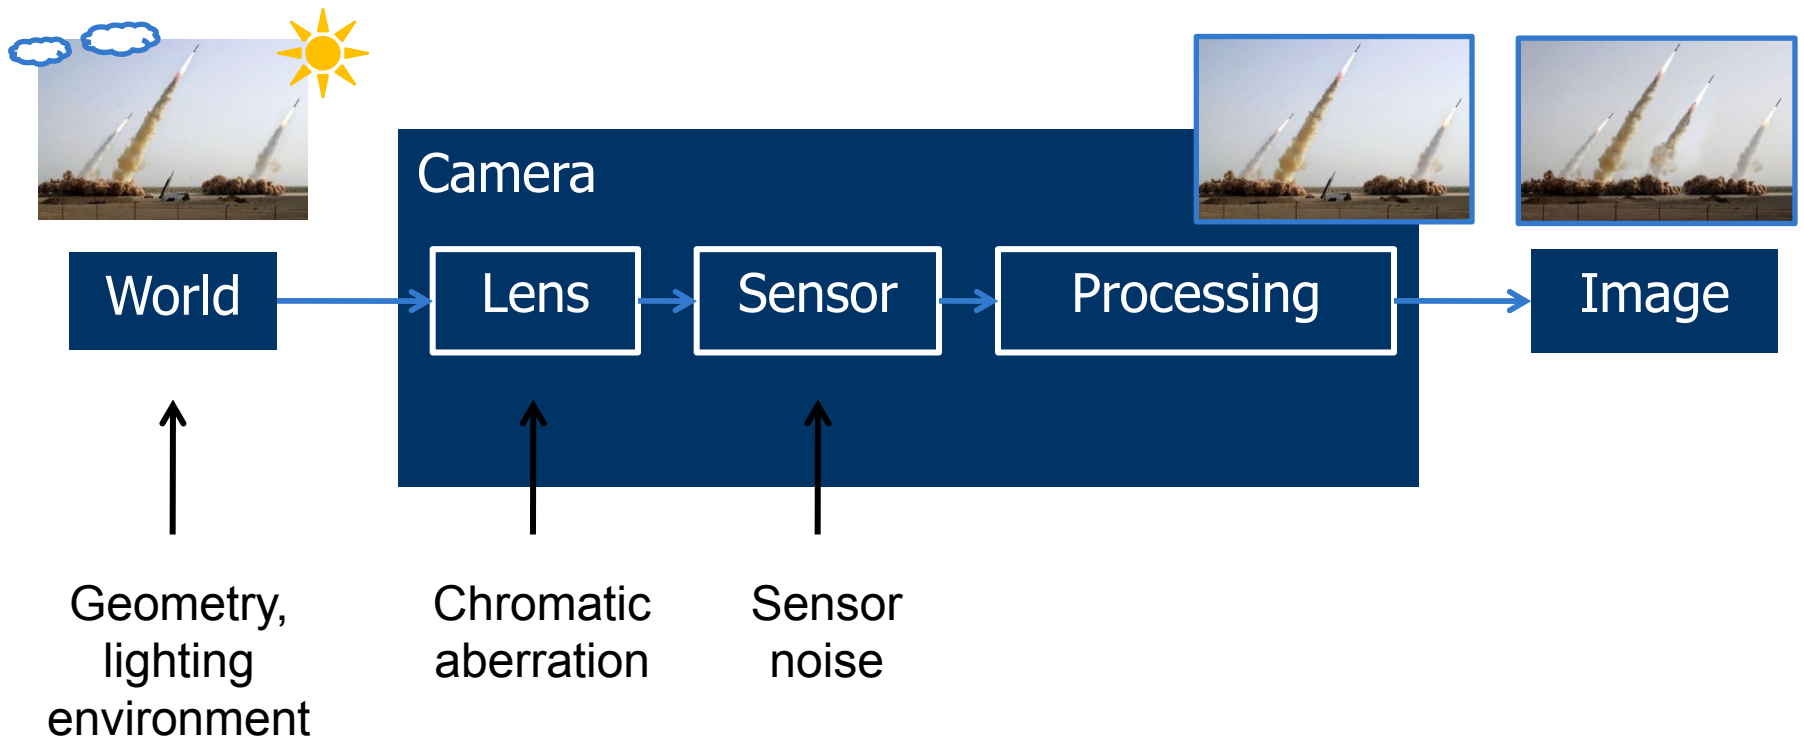 Camera
World
Lens
Sensor
Processing
Image
Geometry,
lighting
environment
Chromatic
aberration
Sensor
noise